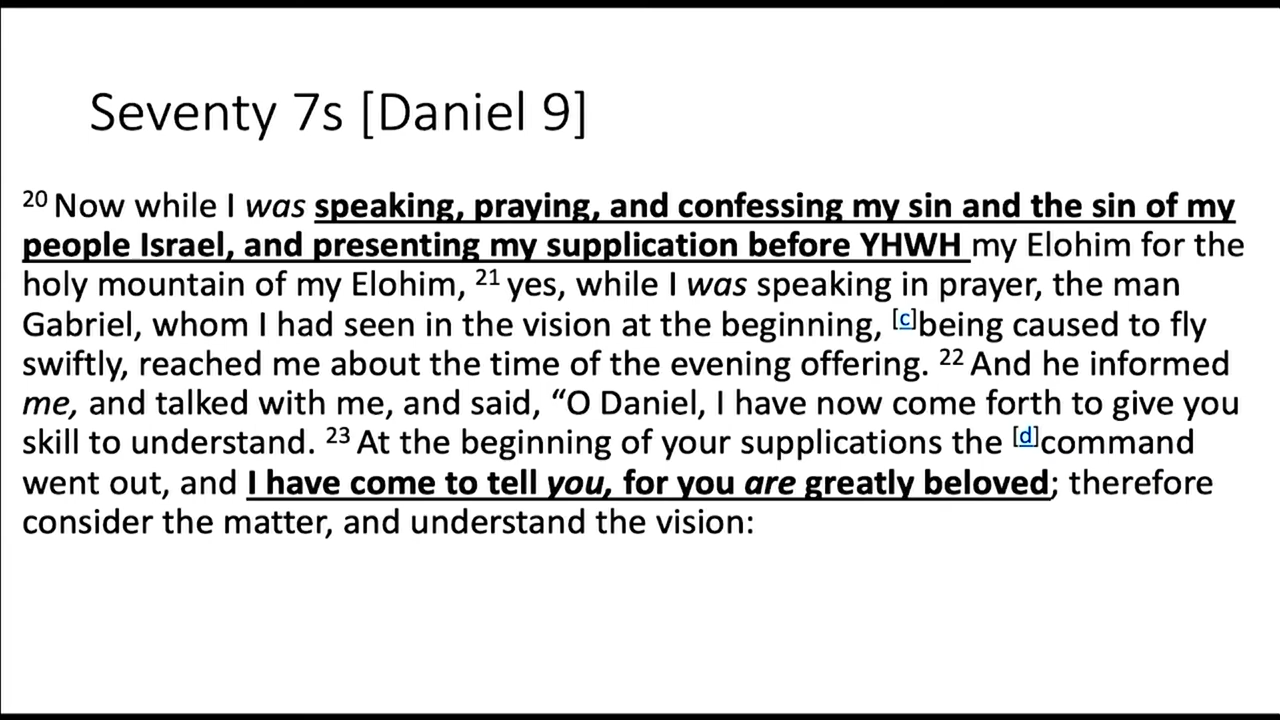 Seventy 7s [Daniel 9]
20 Now while I was speaking, praying, and confessing my sin and the sin of my
people Israel, and presenting my supplication before YHWH my Elohim for the
holy mountain of my Elohim, 21 yes, while I was speaking in prayer, the man
Gabriel, whom I had seen in the vision at the beginning, [c]being caused to fly
swiftly, reached me about the time of the evening offering. 22 And he informed
me, and talked with me, and said, “O Daniel, I have now come forth to give you
skill to understand. 23 At the beginning of your supplications the [d]command
went out, and I have come to tell you, for you are greatly beloved; therefore
consider the matter, and understand the vision: